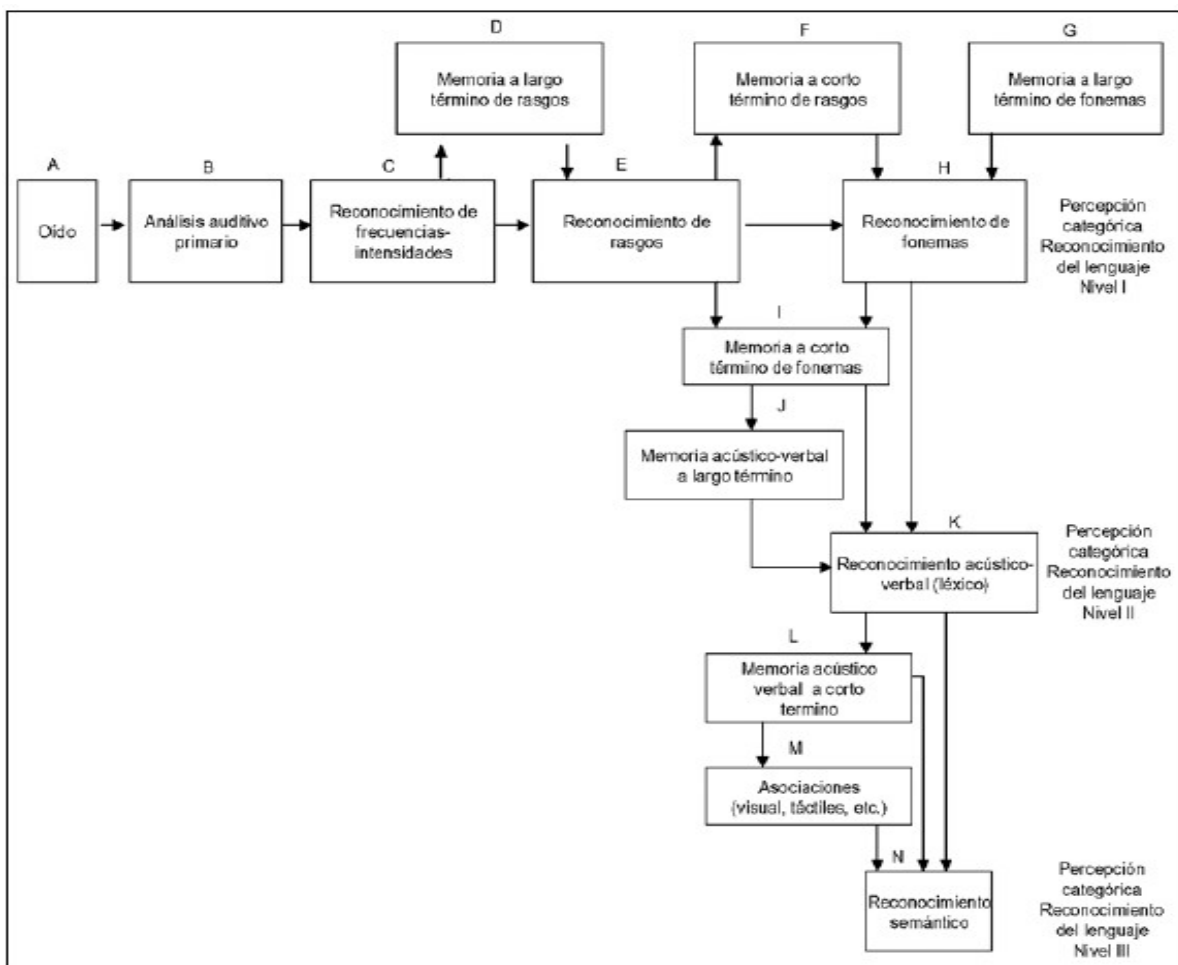 D
Memoria a largo
término de rasgos
F
Memoria a corto
término de rasgos
G
Memoria a largo
término de fonemas
A
Oído
B
Análisis auditivo
primario
C
Reconocimiento de
frecuencias-
intensidades
E
Reconocimiento de
rasgos
H
Reconocimiento de
fonemas
Percepción
categórica
Reconocimiento
del lenguaje
Nivel I
I
Memoria a corto
término de fonemas
J
Memoria acústico-verbal
a largo término
K
Reconocimiento acústico-
verbal (léxico)
Percepción
categórica
Reconocimiento
del lenguaje
Nivel II
L
Memoria acústico
verbal a corto
termino
M
Asociaciones
(visual, táctiles, etc.)
N
Reconocimiento
semántico
Percepción
categórica
Reconocimiento
del lenguaje
Nivel III